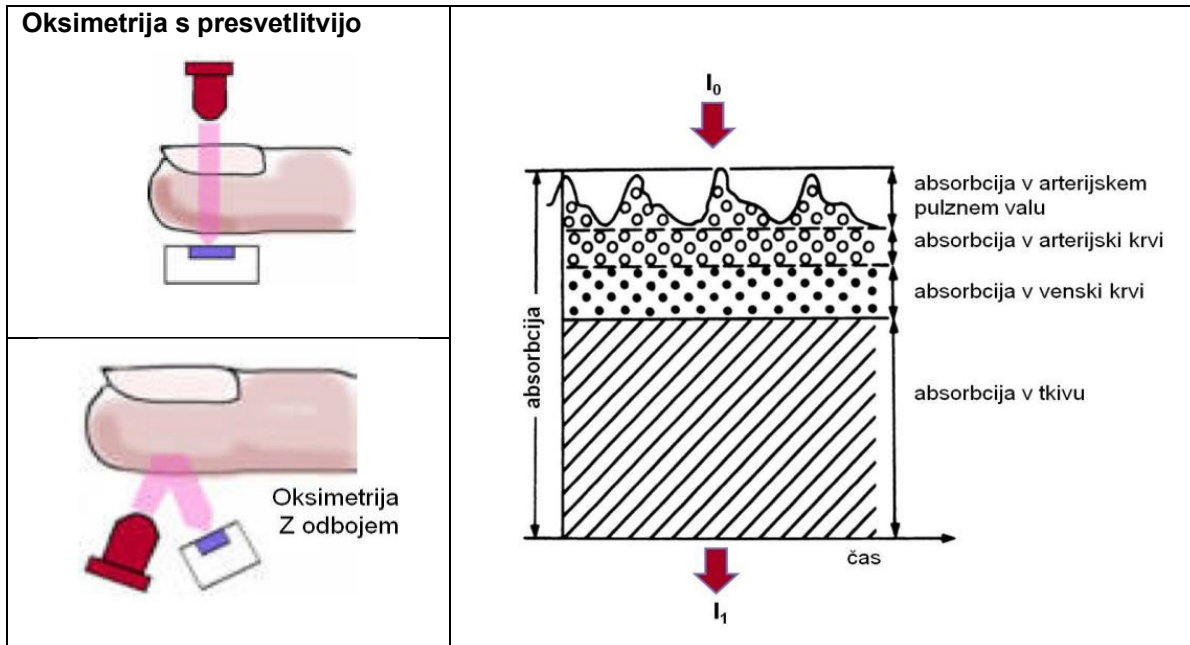 Oksimetrija s presvetlitvijo
Oksimetrija
Z odbojem
I₀
absorbcija v arterijskem
pulznem valu
absorbcija v arterijski krvi
absorbcija v venski krvi
absorbcija
absorbcija v tkivu
čas
I₁